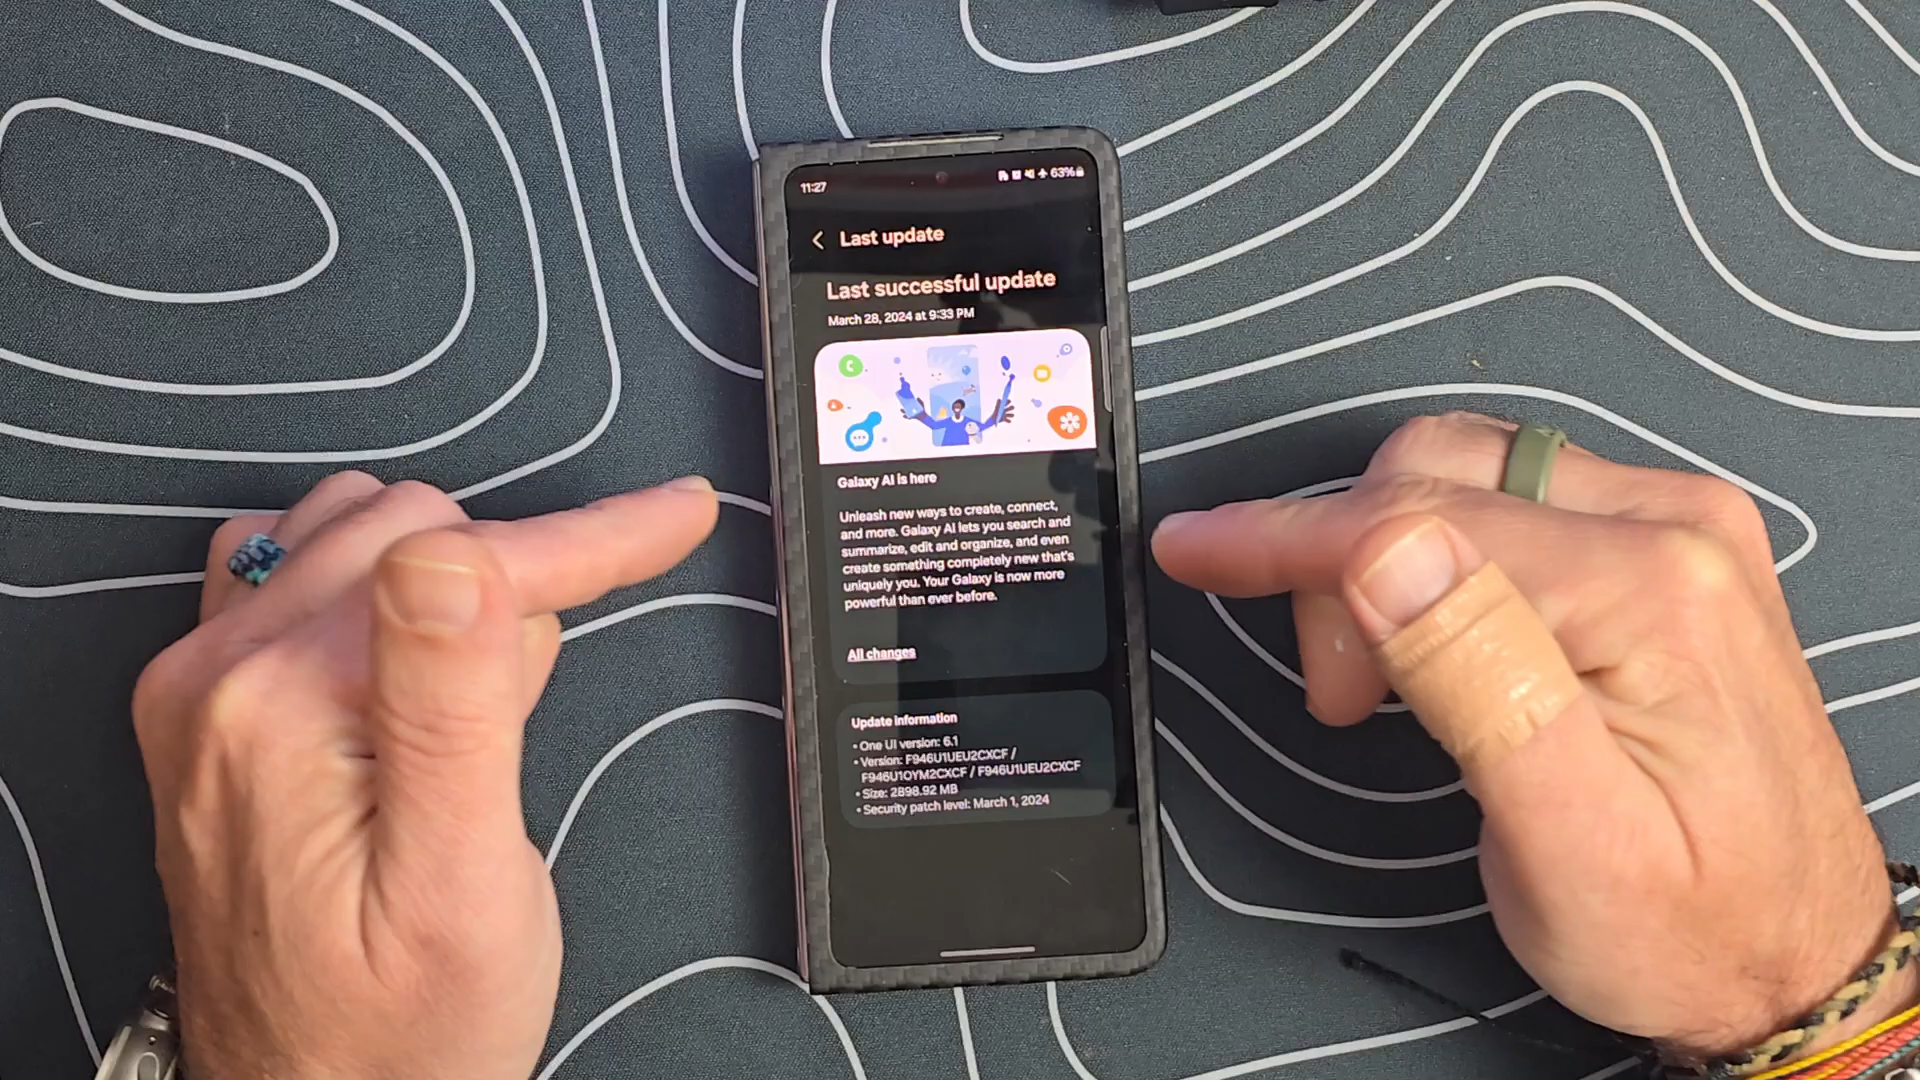 11:27
63%
Last update
Last successful update
March 28, 2024 at 9:33 PM
Galaxy AI is here
Unleash new ways to create, connect,
and more. Galaxy AI lets you search and
summarize, edit and organize, and even
create something completely new that's
uniquely you. Your Galaxy is now more
powerful than ever before.
All changes
Update information
• One UI version: 6.1
• Version: F946U1UEU2CXCF /
F946U1OYM2CXCF / F946U1UEU2CXCF
• Size: 2898.92 MB
• Security patch level: March 1, 2024